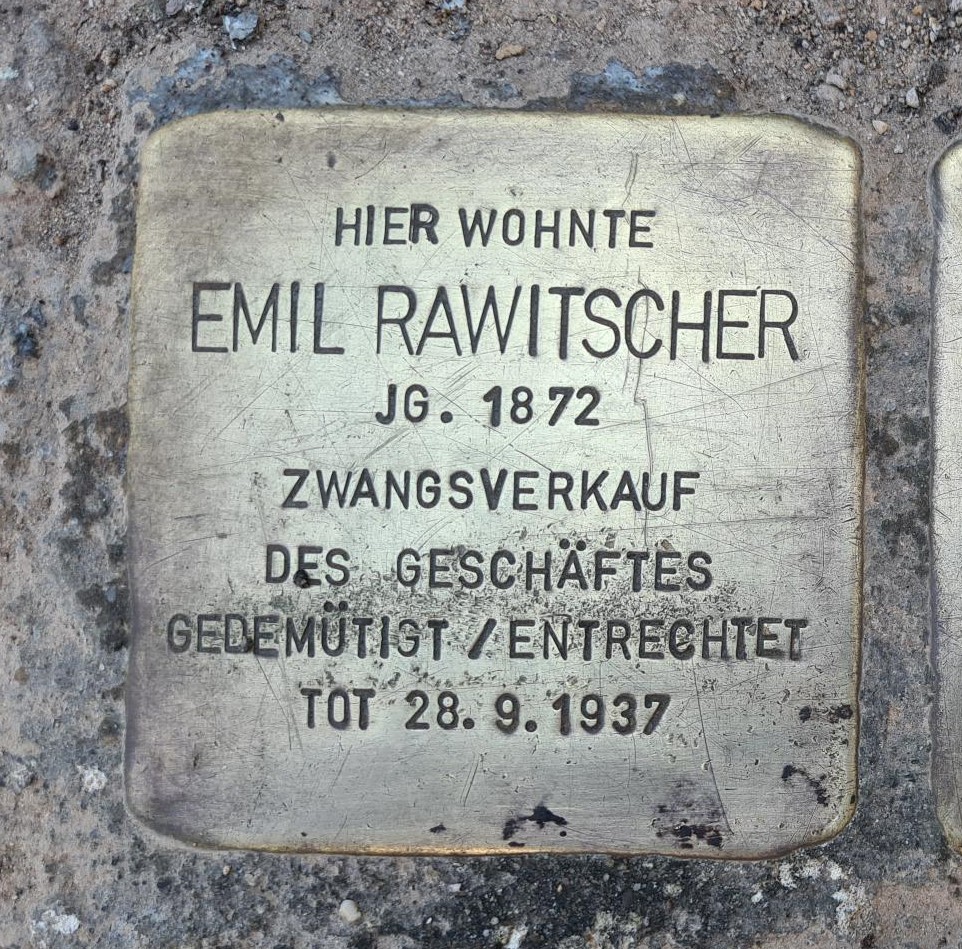 HIER WOHNTE
EMIL RAWITSCHER
JG. 1872
ZWANGSVERKAUF
DES GESCHÄFTES
GEDEMÜTIGT / ENTRECHTET
TOT 28. 9. 1937